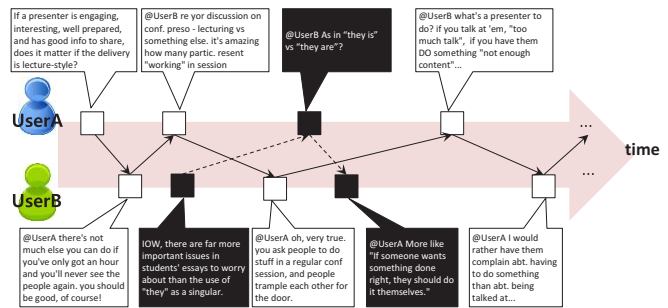 If a presenter is engaging,
interesting, well prepared,
and has good info to share,
does it matter if the delivery
is lecture-style?
@UserB re yor discussion on
conf. preso - lecturing vs
something else. it's amazing
how many partic. resent
"working" in session
@UserB As in "they is"
vs "they are"?
@UserB what's a presenter to
do? if you talk at 'em, "too
much talk", if you have them
DO something "not enough
content"...
UserA
...
time
...
UserB
@UserA there's not
much else you can do if
you've only got an hour
and you'll never see the
people again. you should
be good, of course!
IOW, there are far more
important issues in
students' essays to worry
about than the use of
"they" as a singular.
@UserA oh, very true.
you ask people to do
stuff in a regular conf
session, and people
trample each other for
the door.
@UserA More like
"If someone wants
something done
right, they should
do it themselves."
@UserA I would
rather have them
complain abt. having
to do something
than abt. being
talked at...